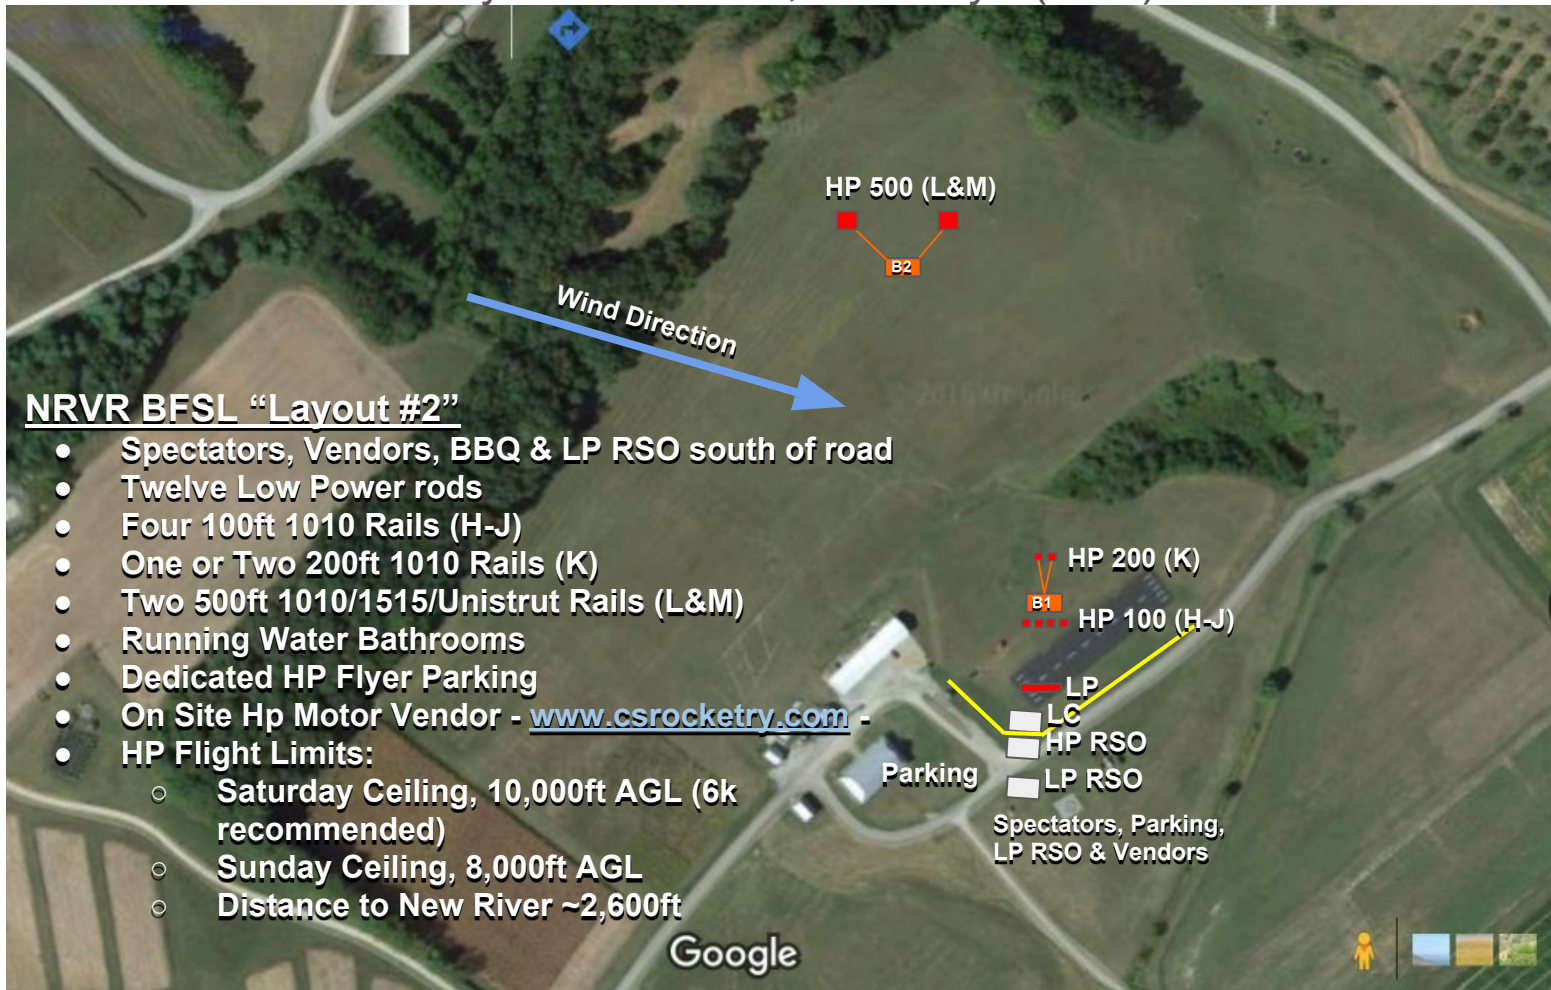 HP 500 (L&M)
B2
Wind Direction
NRVR BFSL “Layout #2”
● Spectators, Vendors, BBQ & LP RSO south of road
● Twelve Low Power rods
● Four 100ft 1010 Rails (H-J)
● One or Two 200ft 1010 Rails (K)
● Two 500ft 1010/1515/Unistrut Rails (L&M)
● Running Water Bathrooms
● Dedicated HP Flyer Parking
● On Site Hp Motor Vendor - www.csrocketry.com -
● HP Flight Limits:
○ Saturday Ceiling, 10,000ft AGL (6k
recommended)
○ Sunday Ceiling, 8,000ft AGL
○ Distance to New River ~2,600ft
HP 200 (K)
B1
HP 100 (H-J)
LP
LC
HP RSO
Parking
LP RSO
Spectators, Parking,
LP RSO & Vendors
Google